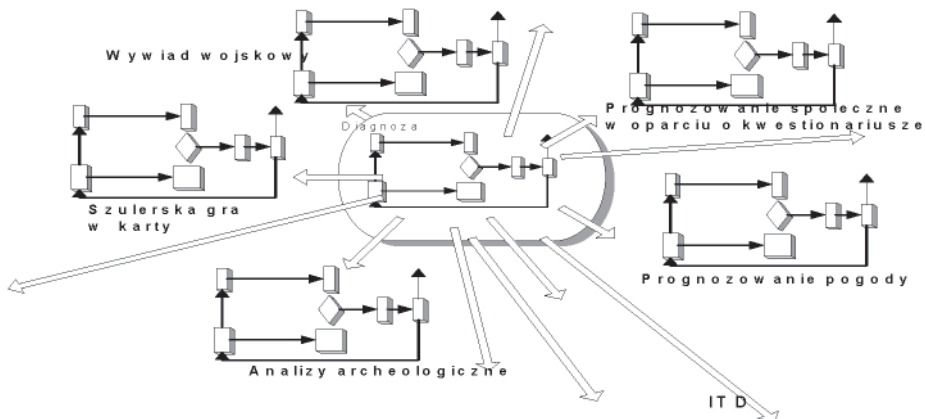 Wywiad wojskowy
Prognozowanie społeczne
w oparciu o kwestionariusze
Diagnoza
Szulerska gra
w karty
Prognozowanie pogody
Analizy archeologiczne
ITD